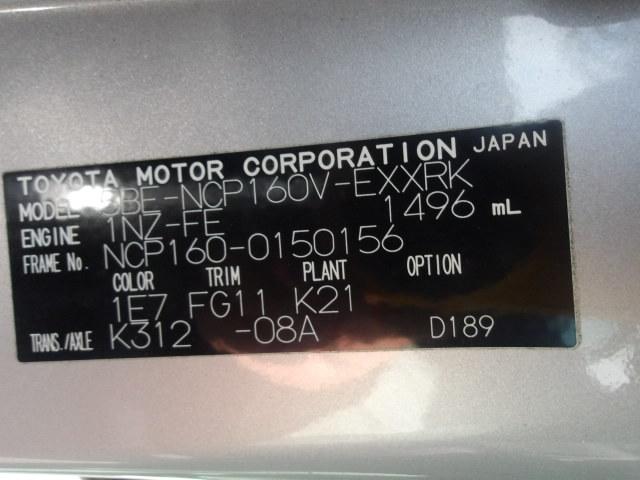 TOYOTA MOTOR CORPORATION JAPAN
MODEL DBE-NCP160V-EXXRK
ENGINE 1NZ-FE 1496 mL
FRAME No. NCP160-0150156
COLOR TRIM PLANT OPTION
1E7 FG11 K21
TRANS./AXLE K312 -08A D189